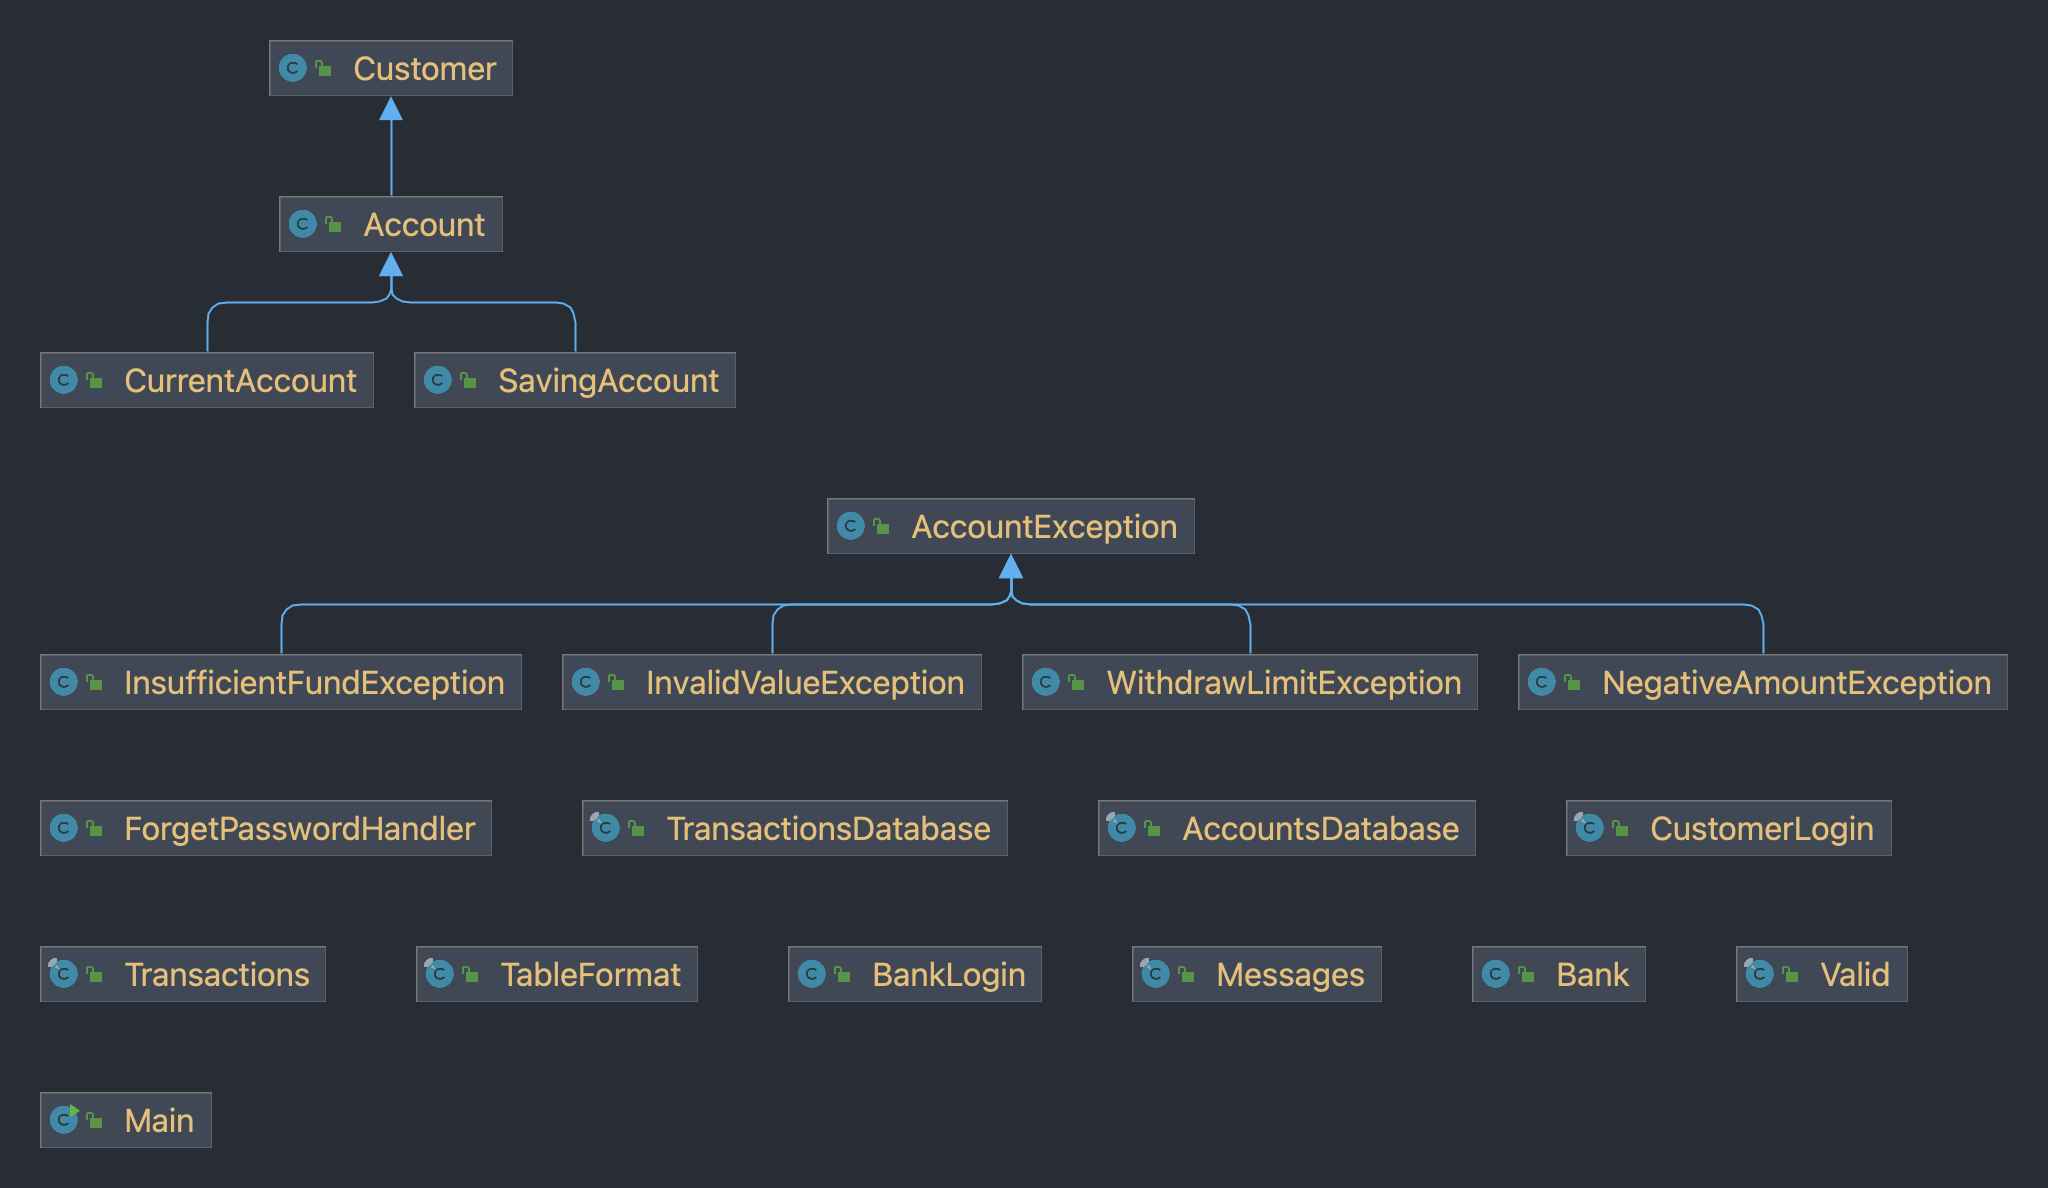 Customer
Account
CurrentAccount SavingAccount
AccountException
InsufficientFundException InvalidValueException WithdrawLimitException NegativeAmountException
ForgetPasswordHandler TransactionsDatabase AccountsDatabase CustomerLogin
Transactions TableFormat BankLogin Messages Bank Valid
Main